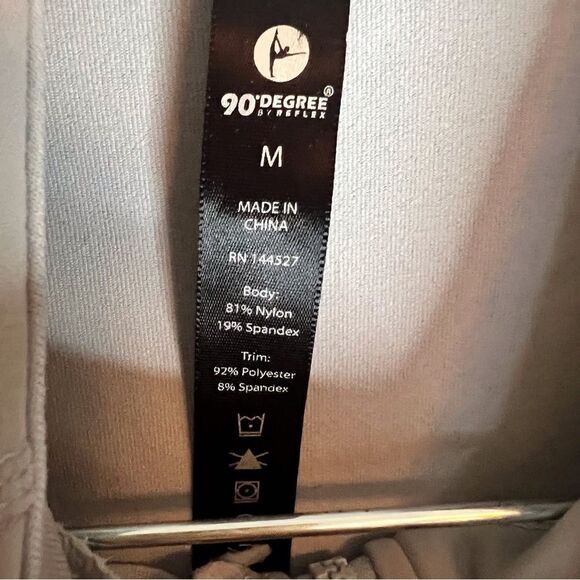 90°DEGREE®
BY REFLEX
M
MADE IN
CHINA
RN 144527
Body:
81% Nylon
19% Spandex
Trim:
92% Polyester
8% Spandex